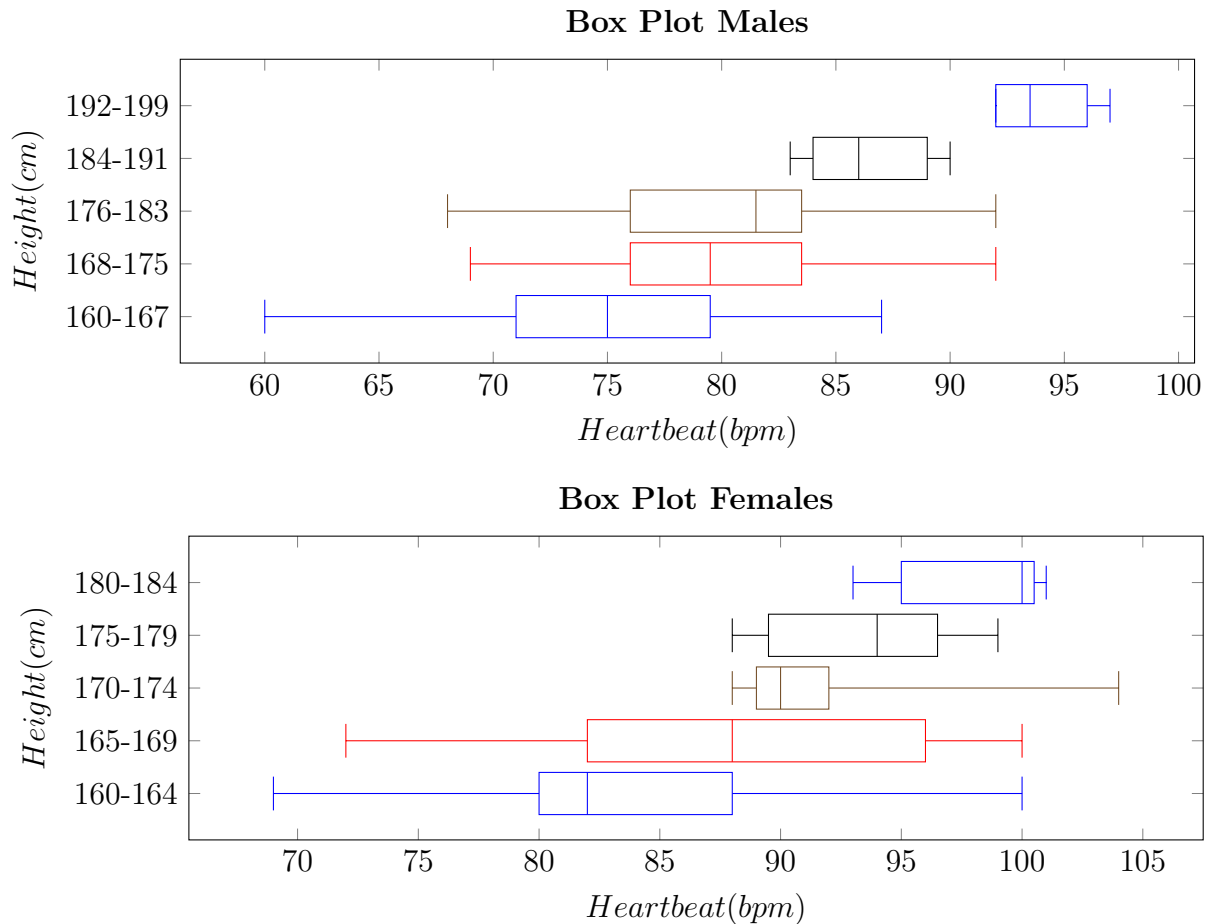 Box Plot Males
Height(cm)
192-199
184-191
176-183
168-175
160-167
60 65 70 75 80 85 90 95 100
Heartbeat(bpm)
Box Plot Females
Height(cm)
180-184
175-179
170-174
165-169
160-164
70 75 80 85 90 95 100 105
Heartbeat(bpm)